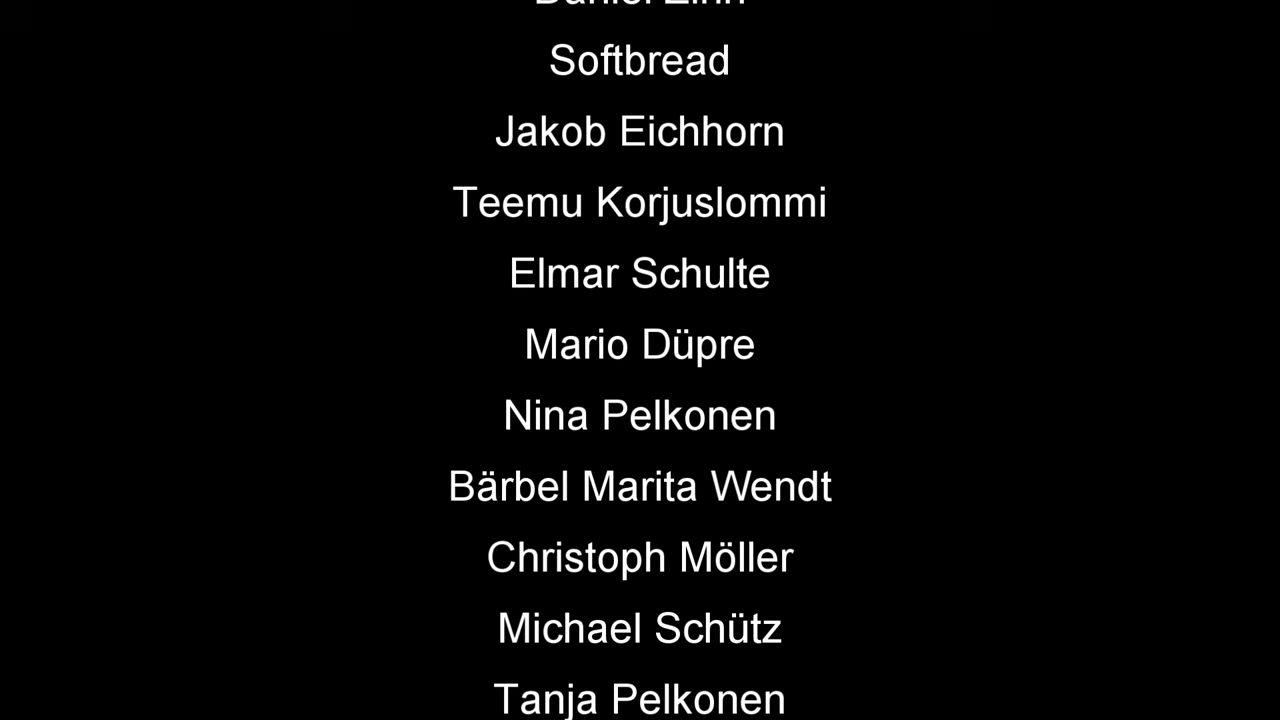 Softbread
Jakob Eichhorn
Teemu Korjuslommi
Elmar Schulte
Mario Düpre
Nina Pelkonen
Bärbel Marita Wendt
Christoph Möller
Michael Schütz
Tanja Pelkonen